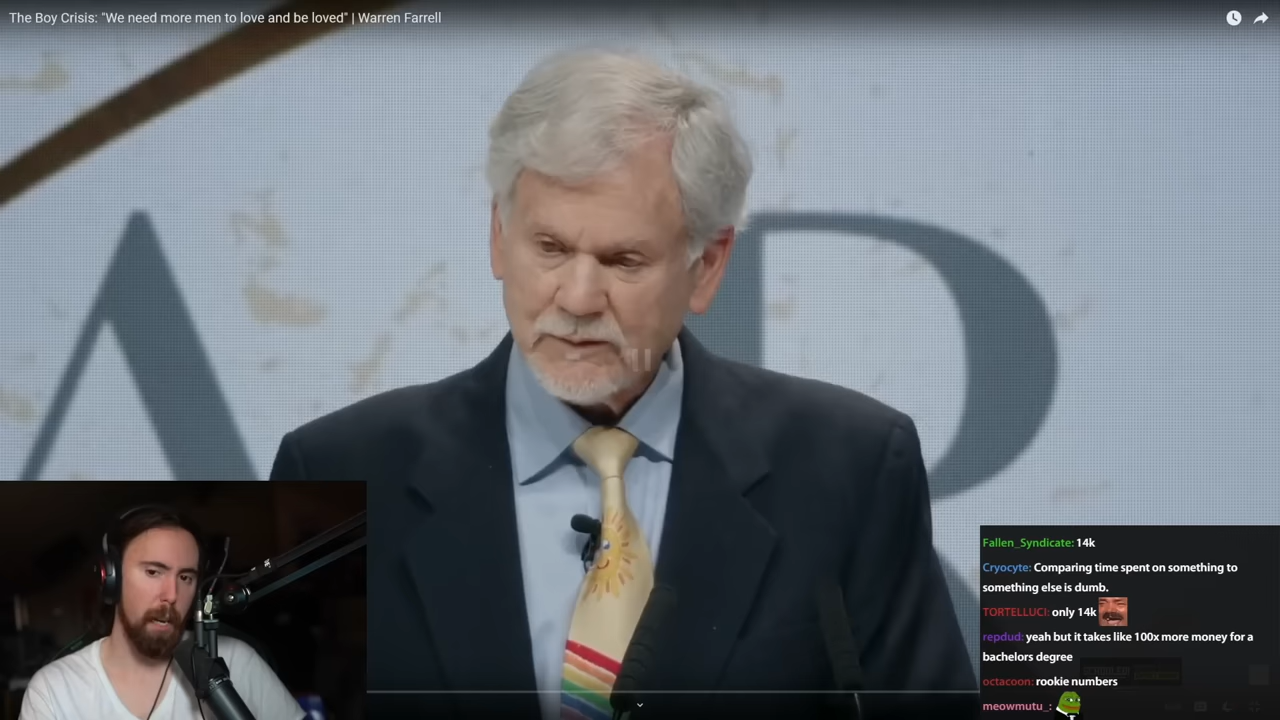 The Boy Crisis: "We need more men to love and be loved" | Warren Farrell
A R
Fallen_Syndicate: 14k
Cryocyte: Comparing time spent on something to
something else is dumb.
TORTELLUCI: only 14k
repdud: yeah but it takes like 100x more money for a
bachelors degree
octacoon: rookie numbers
meowmutu_: